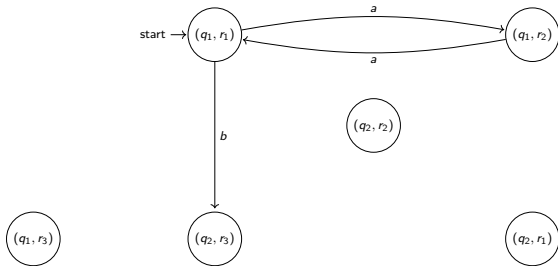 a
start (q₁, r₁) (q₁, r₂)
a
(q₂, r₂)
b
(q₁, r₃) (q₂, r₃) (q₂, r₁)